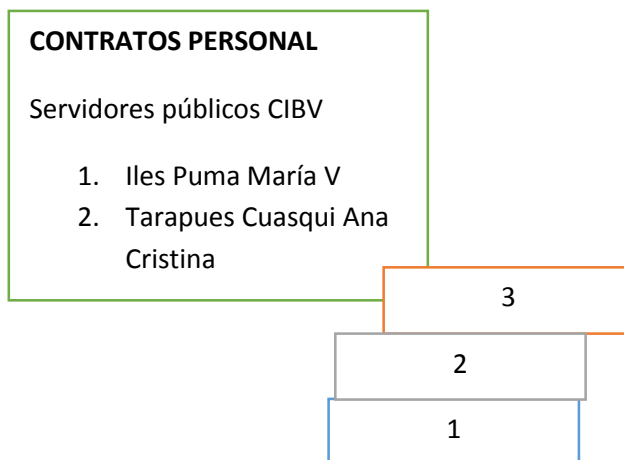 CONTRATOS PERSONAL
Servidores públicos CIBV
1. Iles Puma María V
2. Tarapues Cuasqui Ana
Cristina
3
2
1